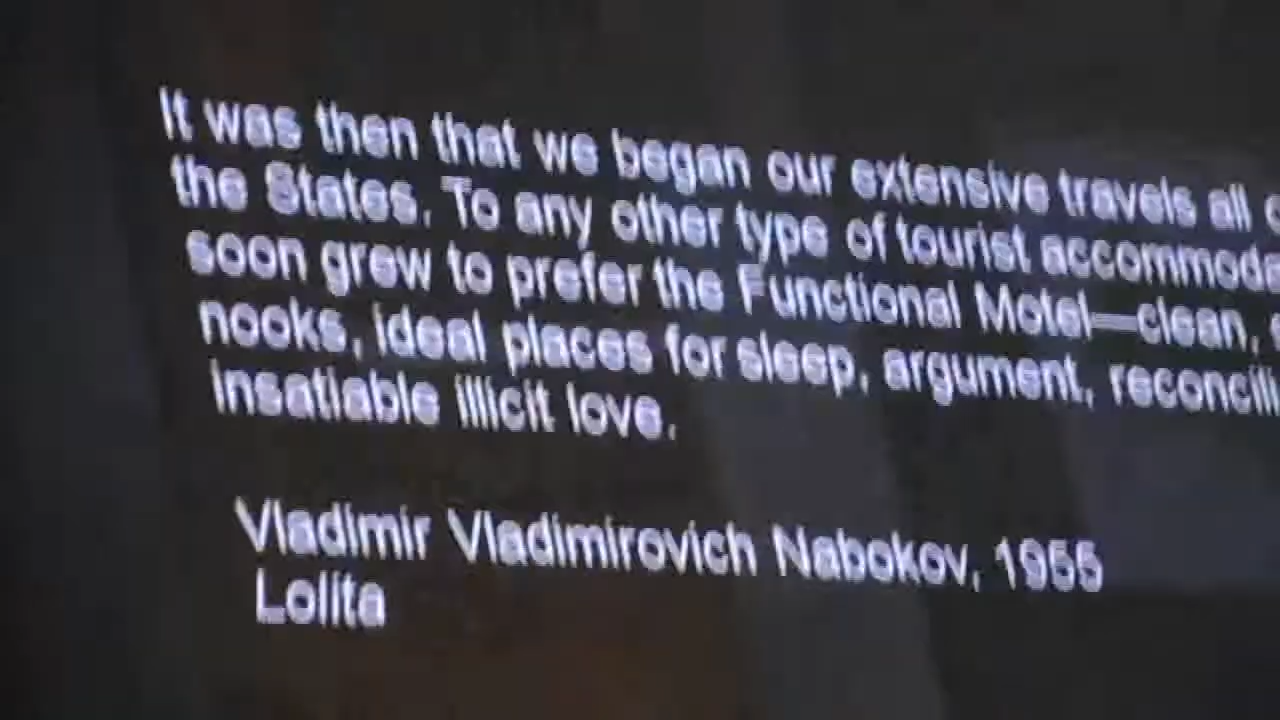 It was then that we began our extensive travels all
the States. To any other type of tourist accommoda
soon grew to prefer the Functional Motel—clean,
nooks, ideal places for sleep, argument, reconcili
insatiable illicit love.
Vladimir Vladimirovich Nabokov, 1955
Lolita